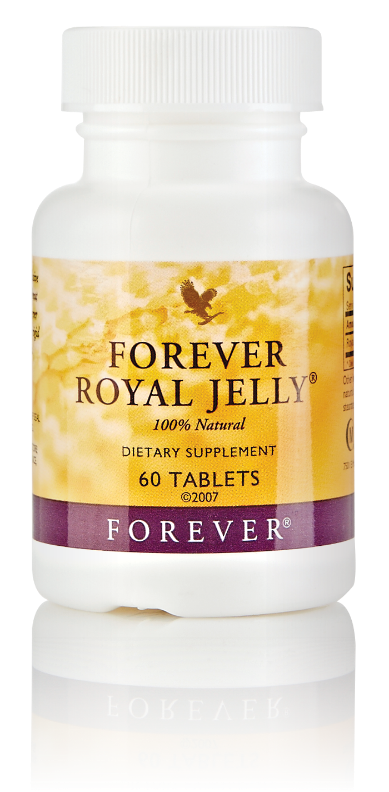 FOREVER
ROYAL JELLY®
100% Natural
DIETARY SUPPLEMENT
60 TABLETS
©2007
FOREVER®